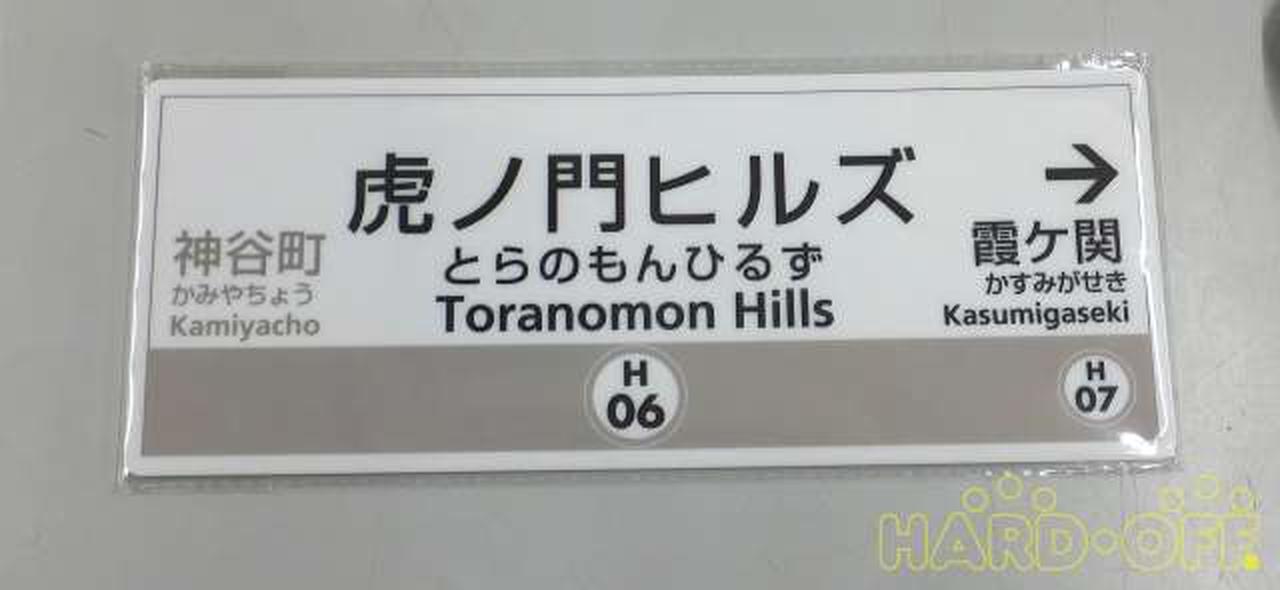 虎ノ門ヒルズ
とらのもんひるず
Toranomon Hills
神谷町
かみやちょう
Kamiyacho
→
霞ケ関
かすみがせき
Kasumigaseki
H
06
H
07
HARD・OFF